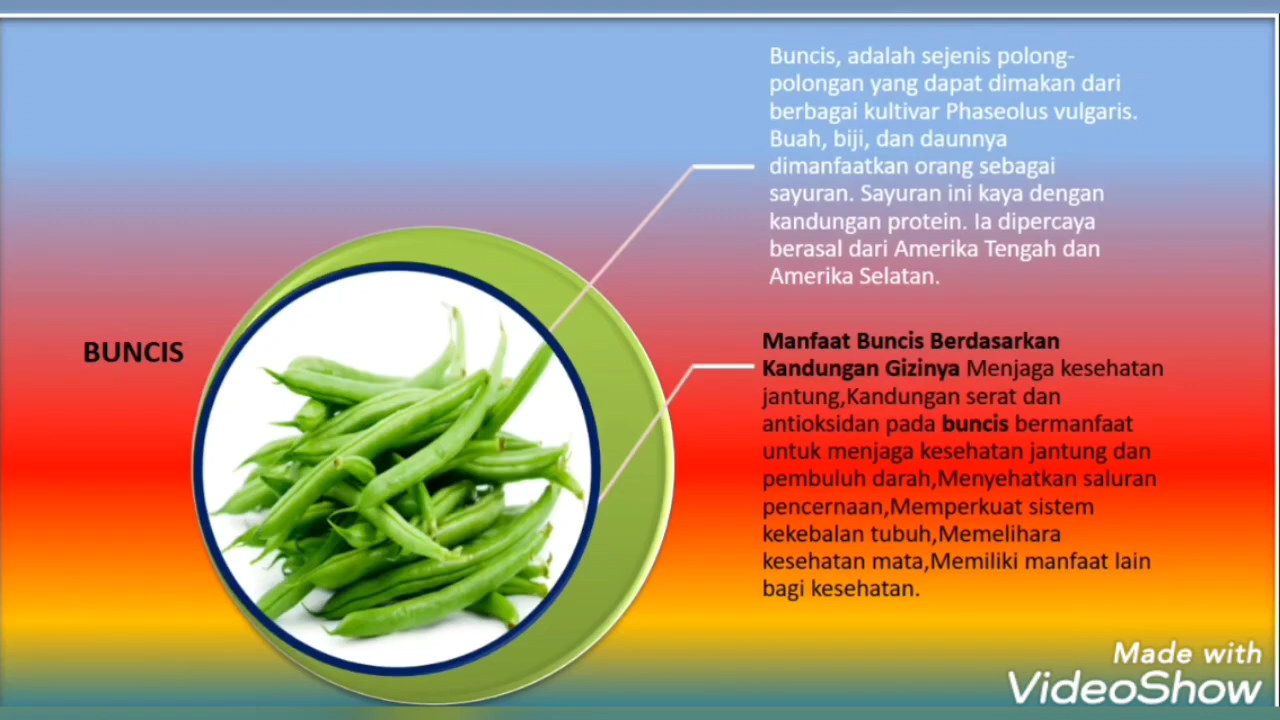 BUNCIS
Buncis, adalah sejenis polong-
polongan yang dapat dimakan dari
berbagai kultivar Phaseolus vulgaris.
Buah, biji, dan daunnya
dimanfaatkan orang sebagai
sayuran. Sayuran ini kaya dengan
kandungan protein. Ia dipercaya
berasal dari Amerika Tengah dan
Amerika Selatan.
Manfaat Buncis Berdasarkan
Kandungan Gizinya Menjaga kesehatan
jantung,Kandungan serat dan
antioksidan pada buncis bermanfaat
untuk menjaga kesehatan jantung dan
pembuluh darah,Menyehatkan saluran
pencernaan,Memperkuat sistem
kekebalan tubuh,Memelihara
kesehatan mata,Memiliki manfaat lain
bagi kesehatan.
Made with
VideoShow